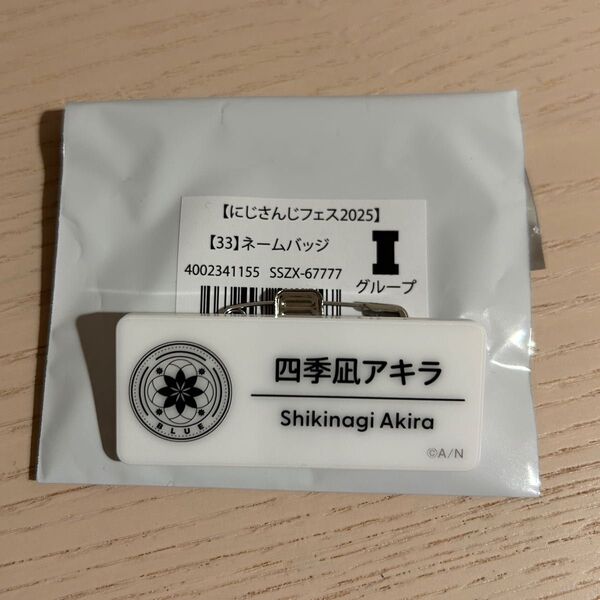 【にじさんじフェス2025】
【33】ネームバッジ
4002341155 SSZX-67777
I
グループ
四季凪アキラ
Shikinagi Akira
BLUE
©A/N